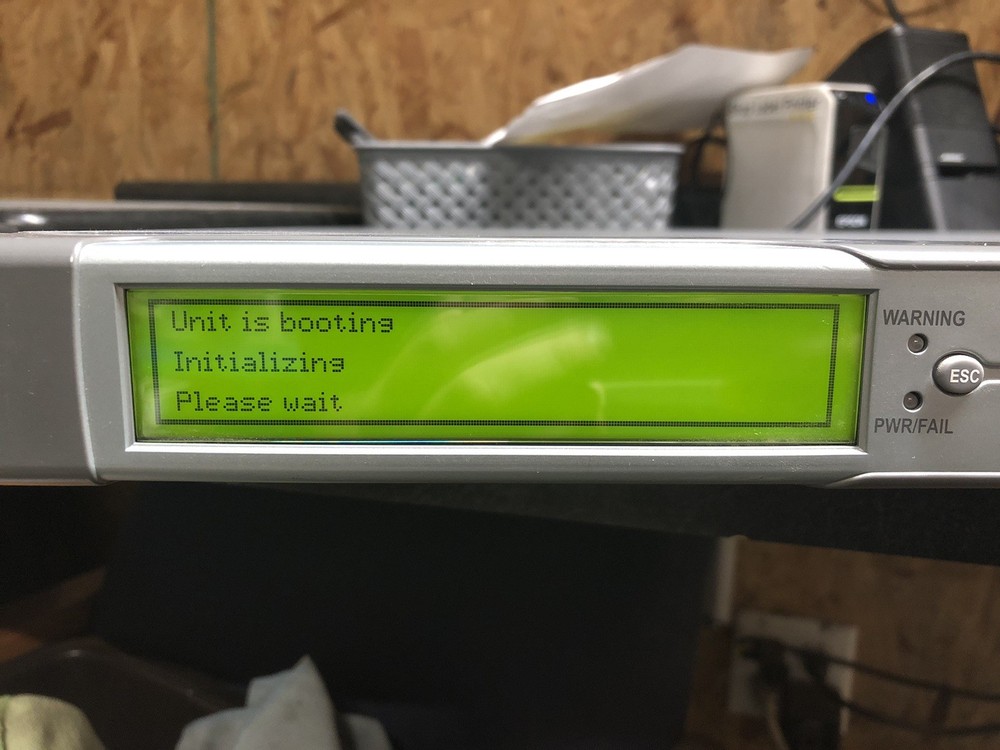 Unit is booting
Initializing
Please wait
WARNING
ESC
PWR/FAIL